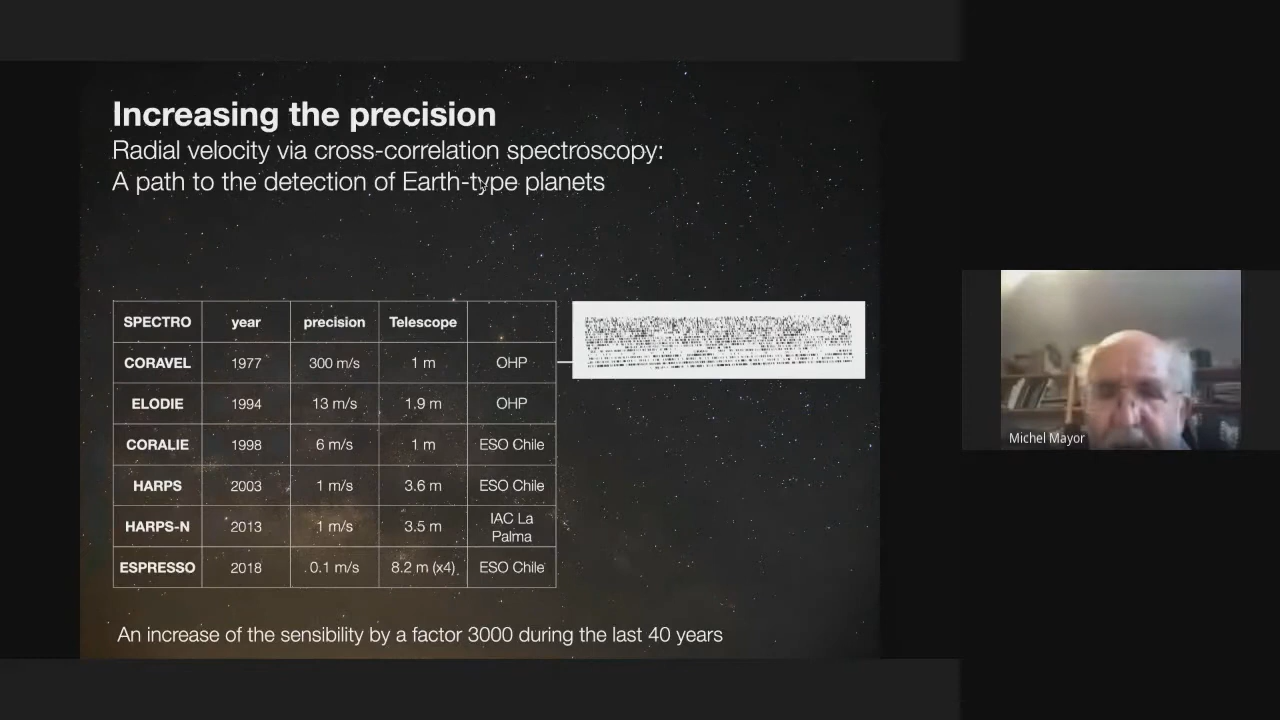 Increasing the precision
Radial velocity via cross-correlation spectroscopy:
A path to the detection of Earth-type planets
SPECTRO year precision Telescope
CORAVEL 1977 300 m/s 1 m OHP
ELODIE 1994 13 m/s 1.9 m OHP
CORALIE 1998 6 m/s 1 m ESO Chile
HARPS 2003 1 m/s 3.6 m ESO Chile
HARPS-N 2013 1 m/s 3.5 m IAC La Palma
ESPRESSO 2018 0.1 m/s 8.2 m (x4) ESO Chile
An increase of the sensibility by a factor 3000 during the last 40 years
Michel Mayor